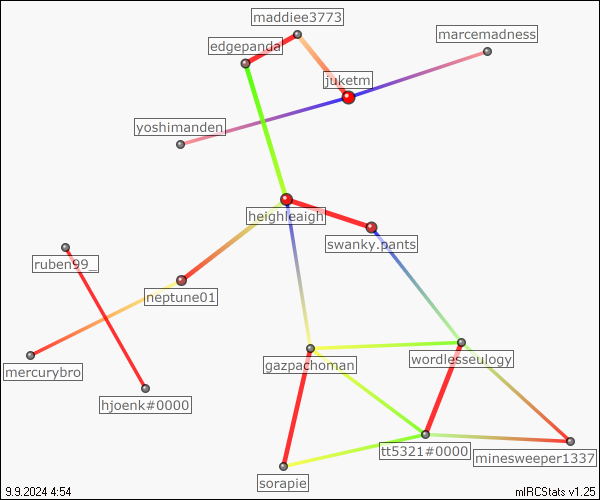 maddiee3773
marcemadness
edgepanda
juketm
yoshimanden
heighleaigh
swanky.pants
ruben99_
neptune01
gazpachoman
wordlesseulogy
mercurybro
hjoenk#0000
tt5321#0000
minesweeper1337
sorapie
9.9.2024 4:54
mIRCStats v1.25